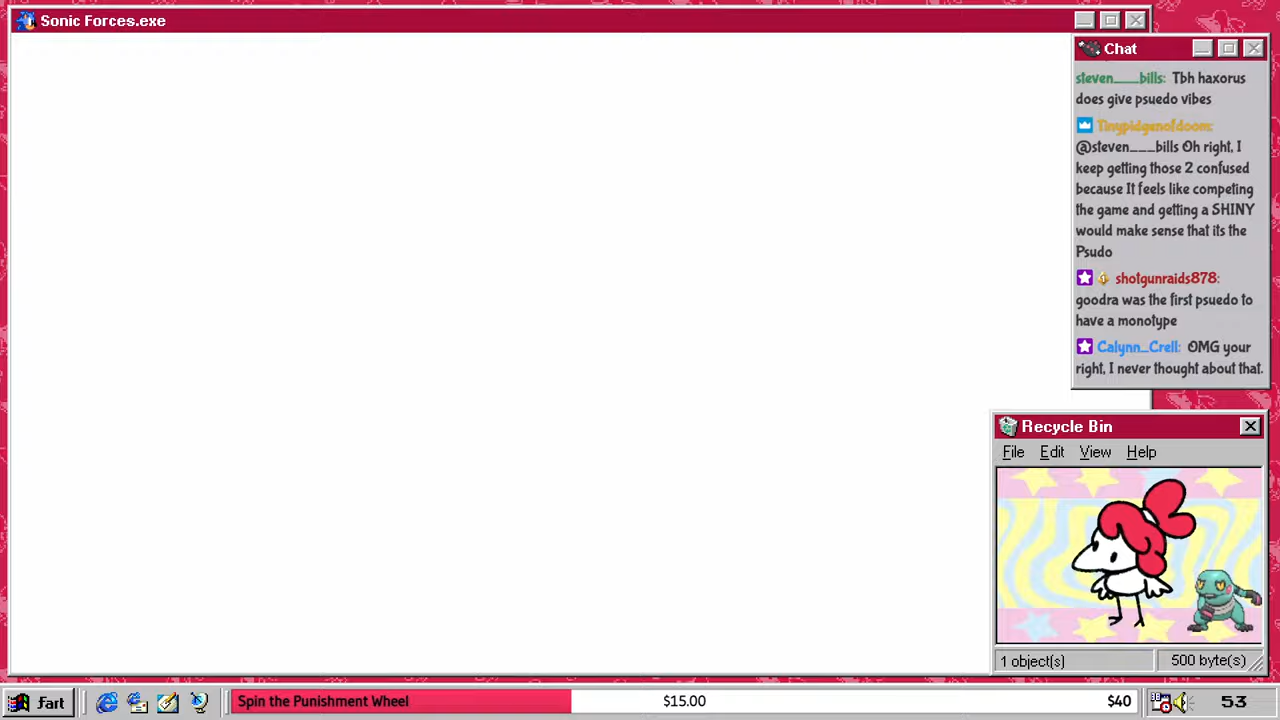 Sonic Forces.exe
Chat
steven___bills: Tbh haxorus
does give psuedo vibes
Tinypidgenofdoom:
@steven___bills Oh right, I
keep getting those 2 confused
because It feels like competing
the game and getting a SHINY
would make sense that its the
Psudo
shotgunraids878:
goodra was the first psuedo to
have a monotype
Calynn_Crell: OMG your
right, I never thought about that.
Recycle Bin
File Edit View Help
1 object(s) 500 byte(s)
fart
Spin the Punishment Wheel $15.00 $40
53